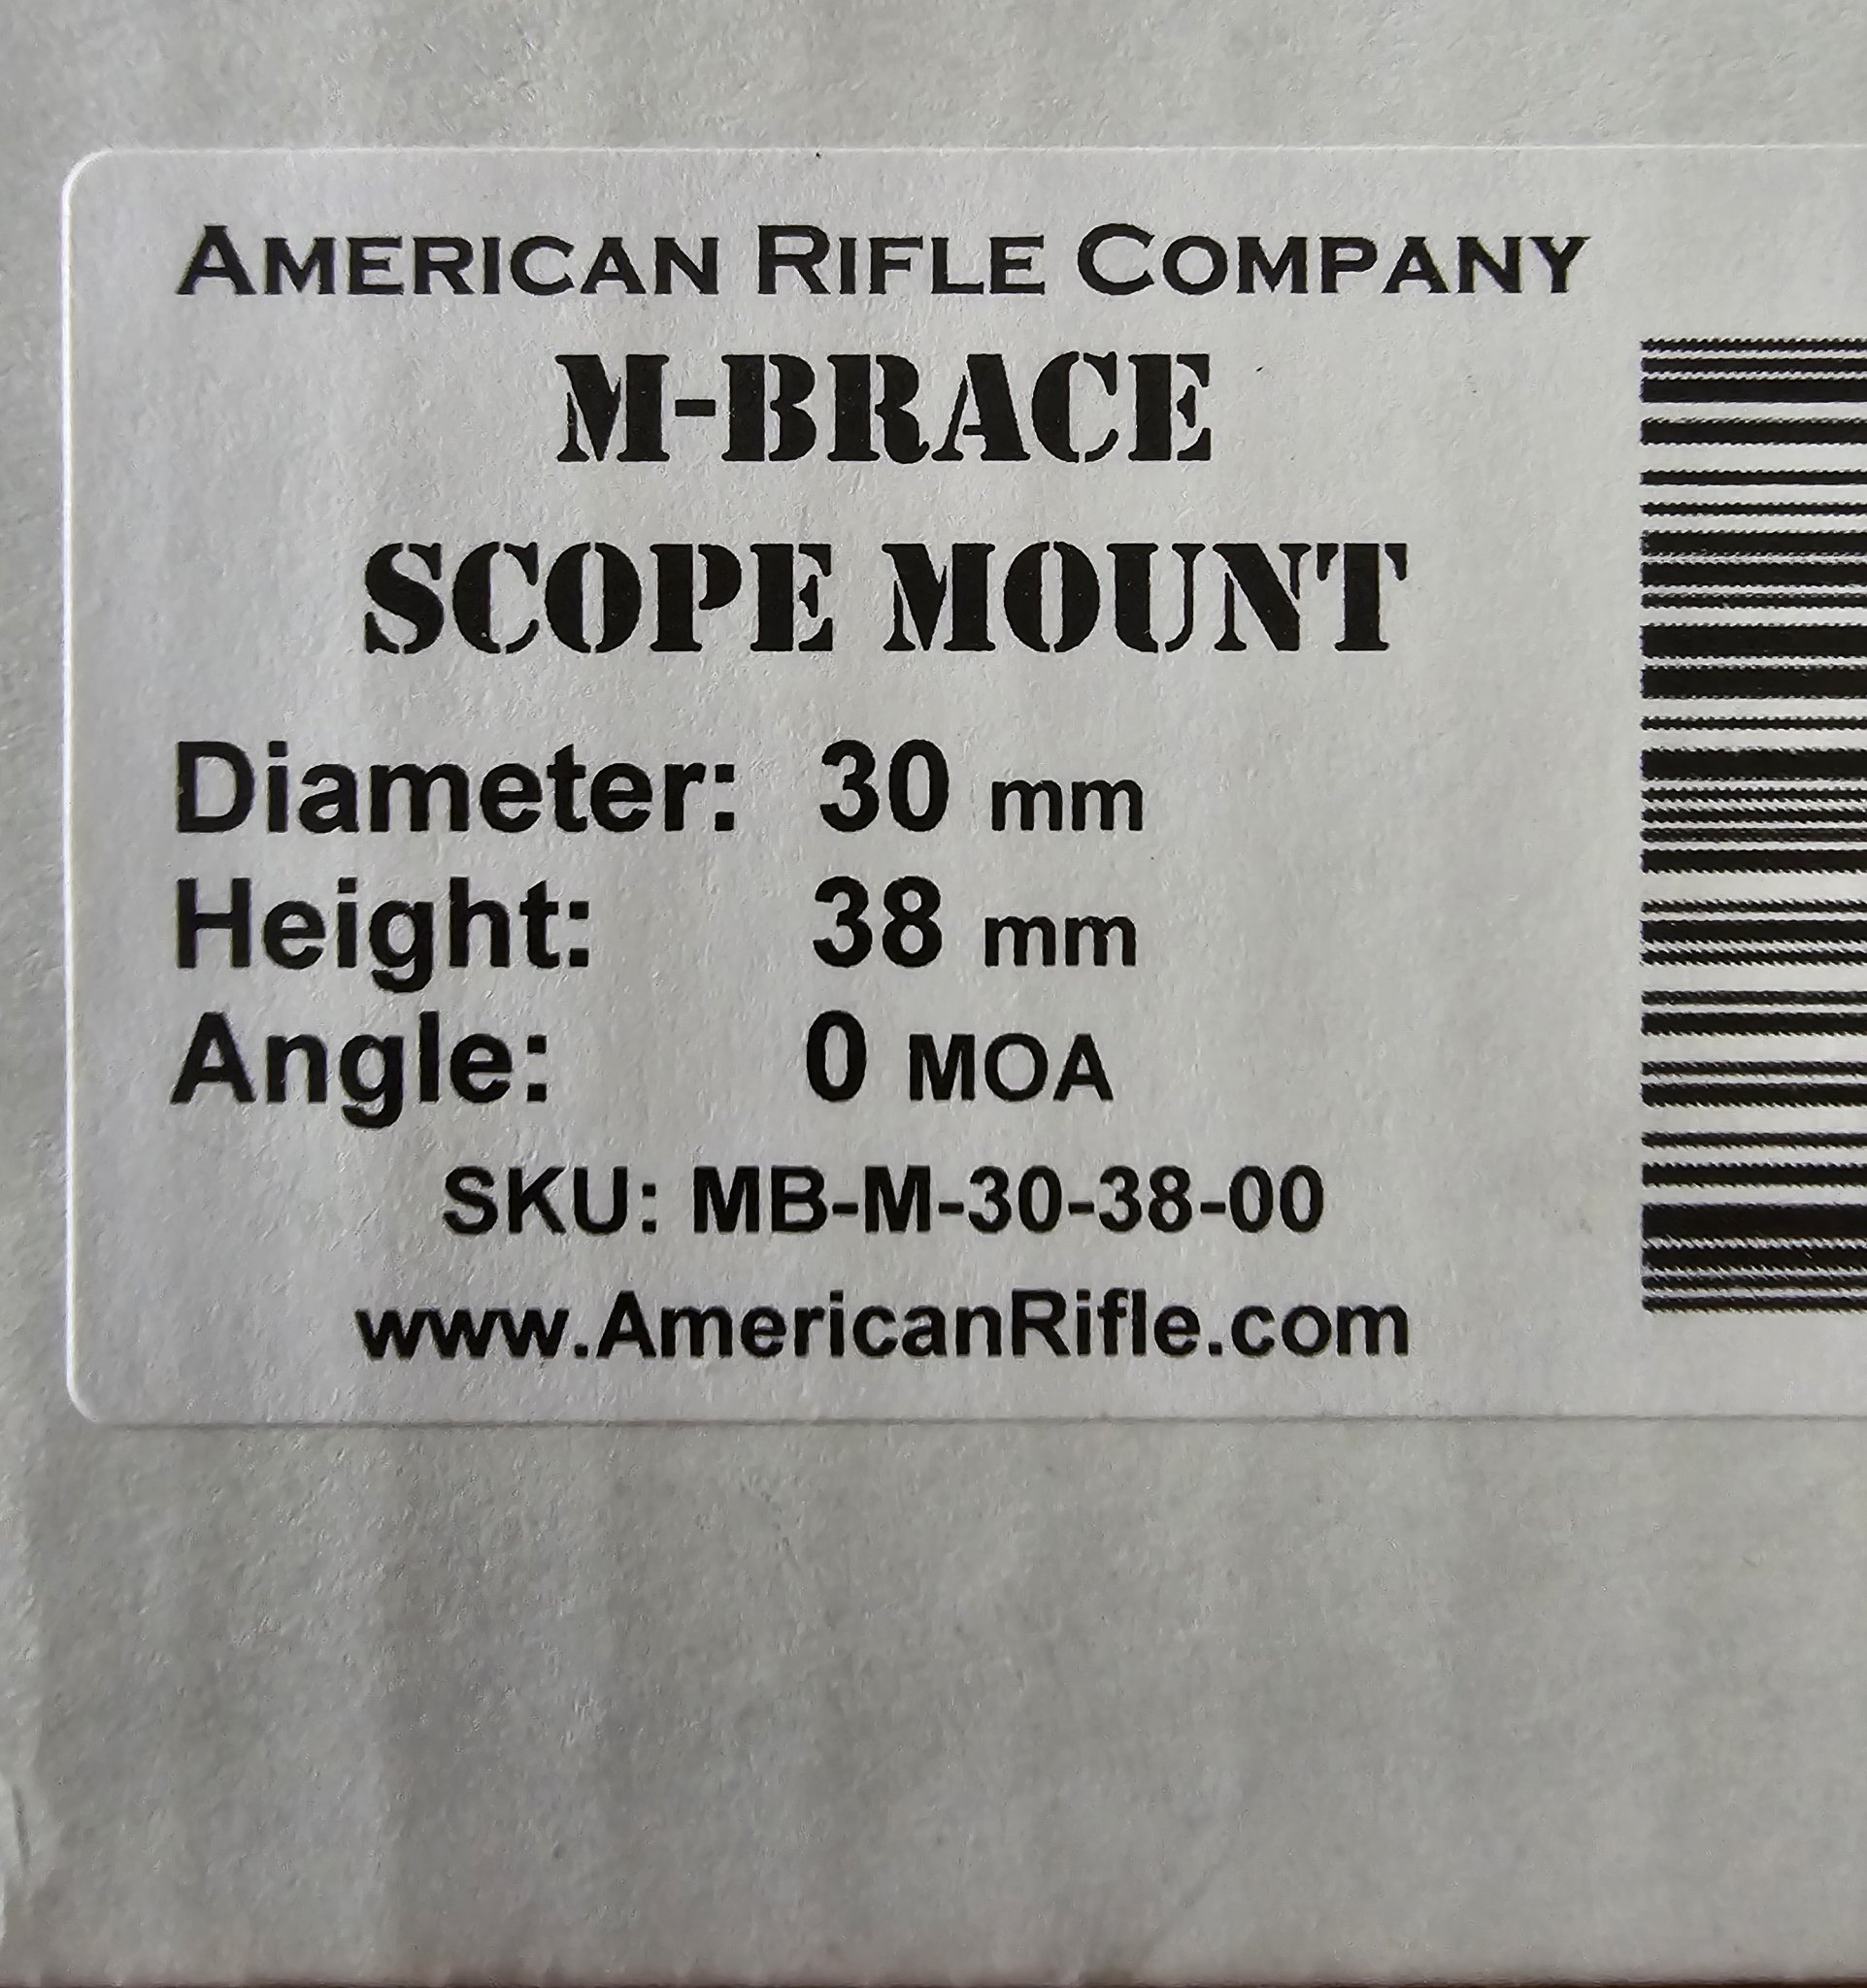 AMERICAN RIFLE COMPANY
M-BRACE
SCOPE MOUNT
Diameter: 30 mm
Height: 38 mm
Angle: 0 MOA
SKU: MB-M-30-38-00
www.AmericanRifle.com